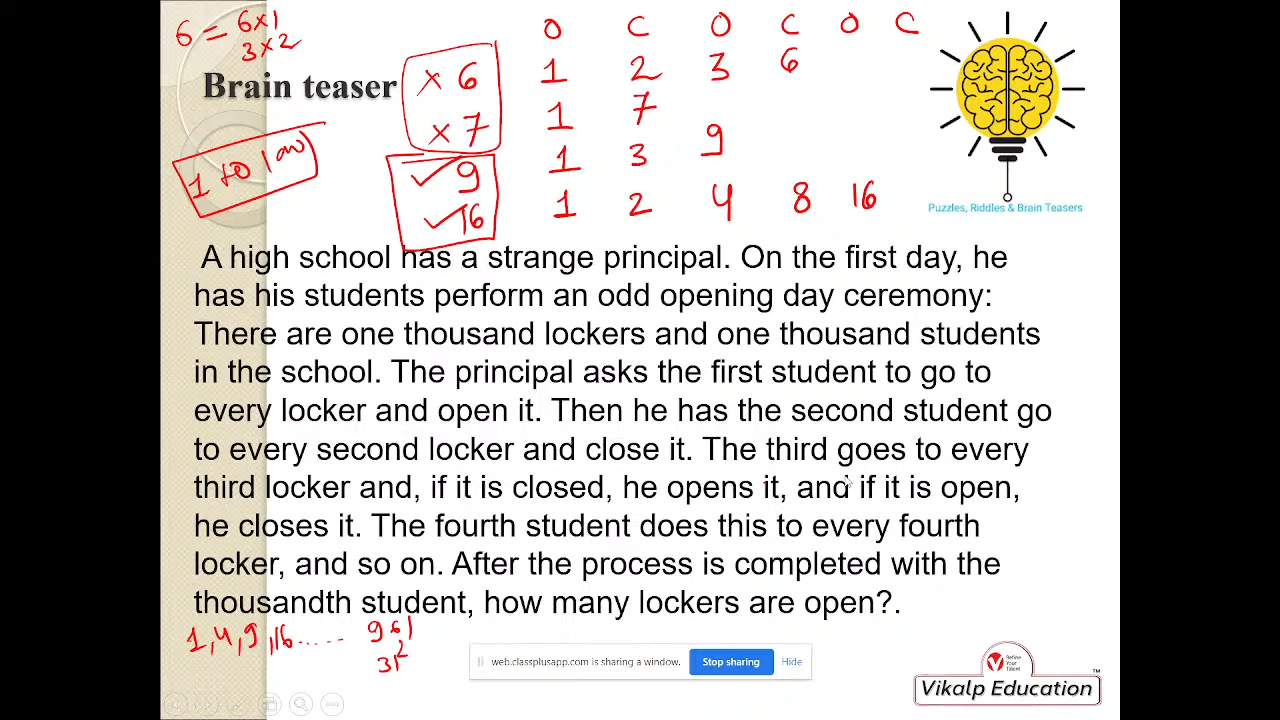 6 = 6×1
3×2
O C O C O C
Brain teaser
× 6 1 2 3 6
× 7 1 7
✓ 9 1 3 9
✓ 16 1 2 4 8 16
1 to 1000
Puzzles, Riddles & Brain Teasers
A high school has a strange principal. On the first day, he
has his students perform an odd opening day ceremony:
There are one thousand lockers and one thousand students
in the school. The principal asks the first student to go to
every locker and open it. Then he has the second student go
to every second locker and close it. The third goes to every
third locker and, if it is closed, he opens it, and if it is open,
he closes it. The fourth student does this to every fourth
locker, and so on. After the process is completed with the
thousandth student, how many lockers are open?.
1, 4, 9, 16 ..... 961
31²
web.classplusapp.com is sharing a window. Stop sharing Hide
Refine
Your
Talent
Vikalp Education™